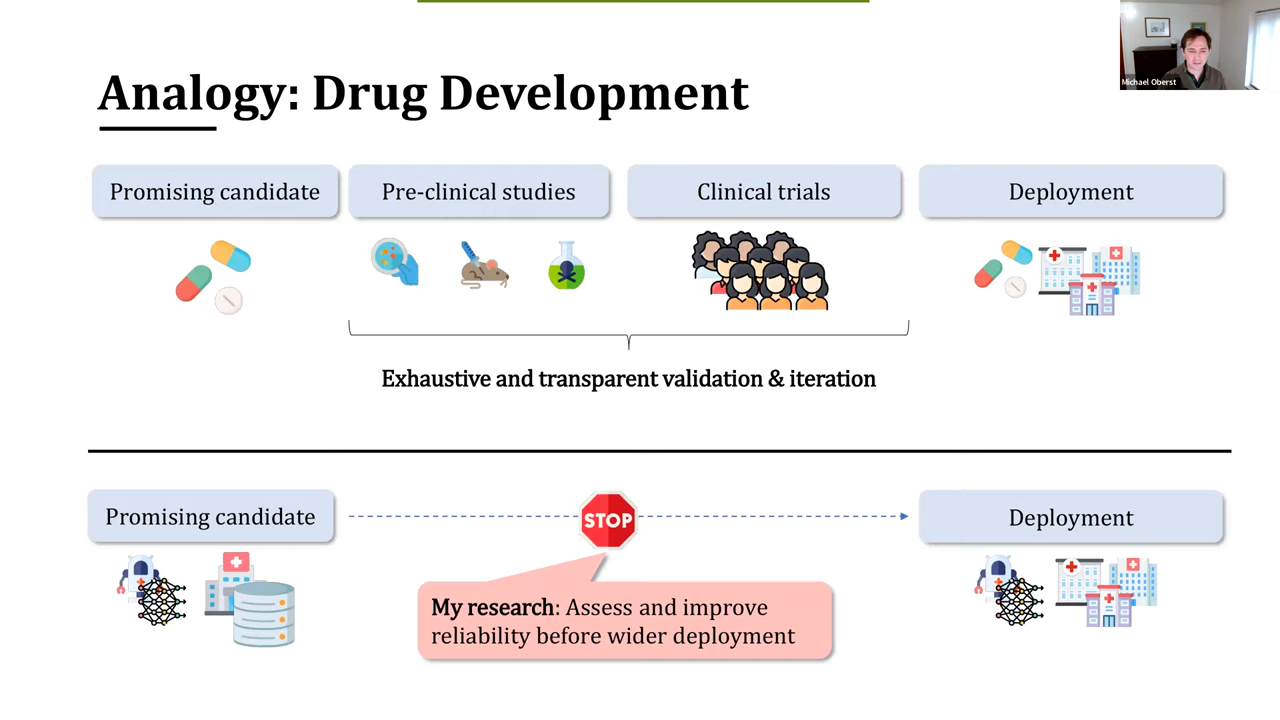 Michael Oberst
Analogy: Drug Development
Promising candidate
Pre-clinical studies
Clinical trials
Deployment
Exhaustive and transparent validation & iteration
Promising candidate
STOP
Deployment
My research: Assess and improve
reliability before wider deployment